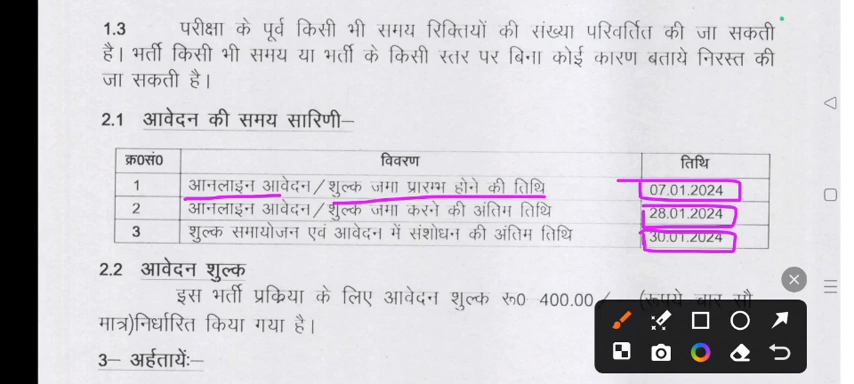 1.3 परीक्षा के पूर्व किसी भी समय रिक्तियों की संख्या परिवर्तित की जा सकती
है। भर्ती किसी भी समय या भर्ती के किसी स्तर पर बिना कोई कारण बताये निरस्त की
जा सकती है।
2.1 आवेदन की समय सारिणी–
क्र0सं0 विवरण तिथि
1 आनलाइन आवेदन/शुल्क जमा प्रारम्भ होने की तिथि 07.01.2024
2 आनलाइन आवेदन/शुल्क जमा करने की अंतिम तिथि 28.01.2024
3 शुल्क समायोजन एवं आवेदन में संशोधन की अंतिम तिथि 30.01.2024
2.2 आवेदन शुल्क
इस भर्ती प्रकिया के लिए आवेदन शुल्क रू0 400.00/ (रूपये चार सौ
मात्र)निर्धारित किया गया है।
3– अर्हतायेंः–